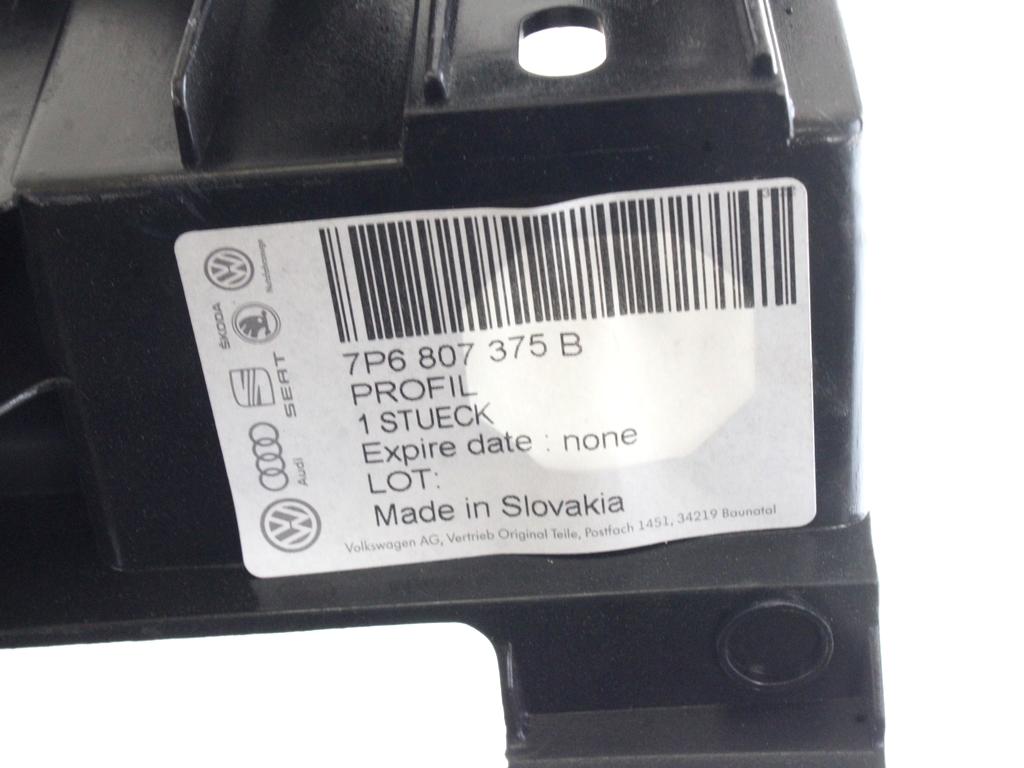 7P6 807 375 B
PROFIL
1 STUECK
Expire date : none
LOT:
Made in Slovakia
Volkswagen AG, Vertrieb Original Teile, Postfach 1451, 34219 Baunatal
Nutzfahrzeuge
ŠKODA
SEAT
Audi